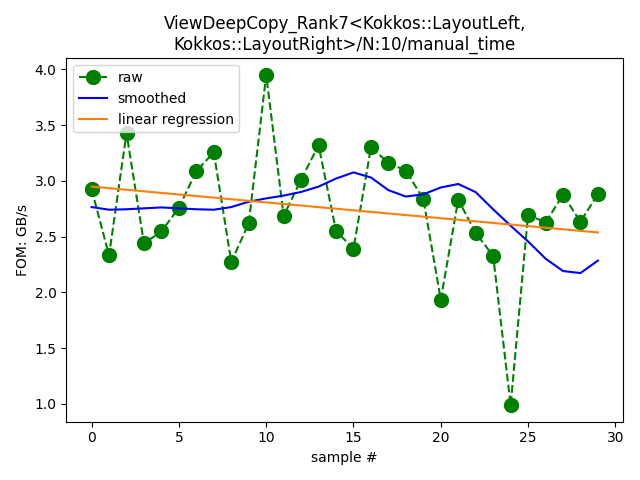 ViewDeepCopy_Rank7<Kokkos::LayoutLeft,
Kokkos::LayoutRight>/N:10/manual_time
raw
smoothed
linear regression
FOM: GB/s
4.0
3.5
3.0
2.5
2.0
1.5
1.0
0
5
10
15
20
25
30
sample #